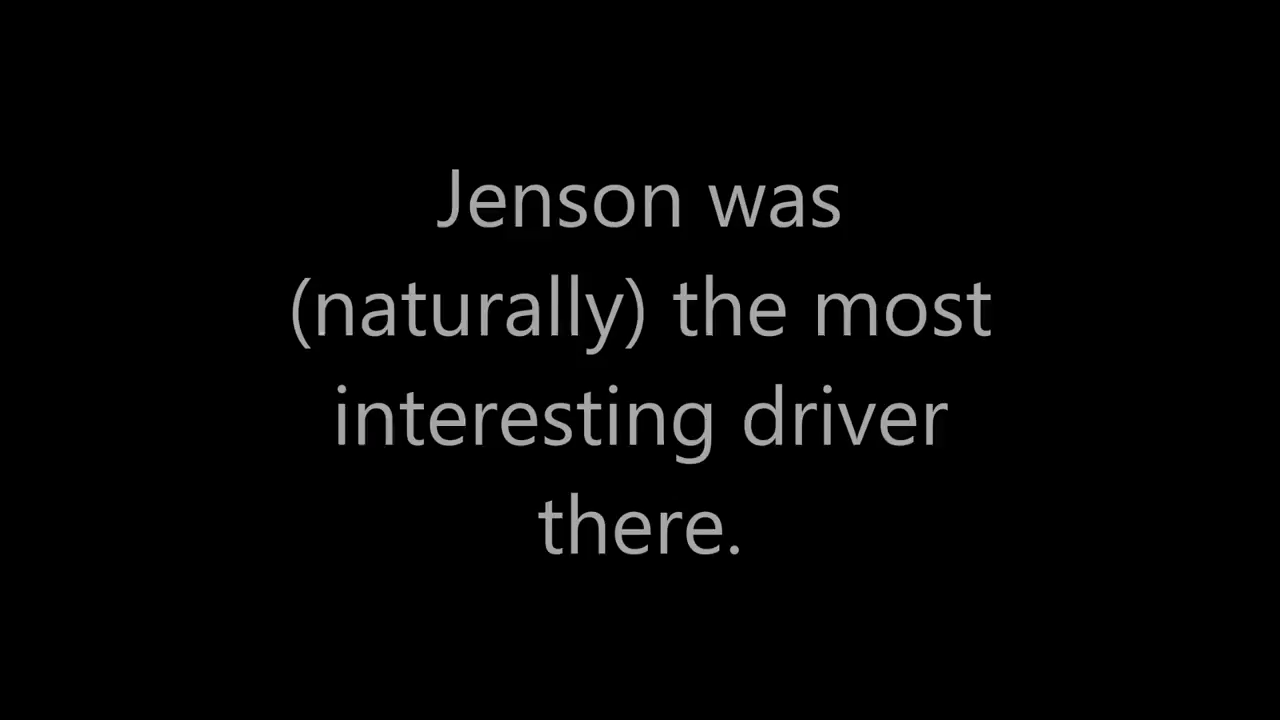 Jenson was
(naturally) the most
interesting driver
there.